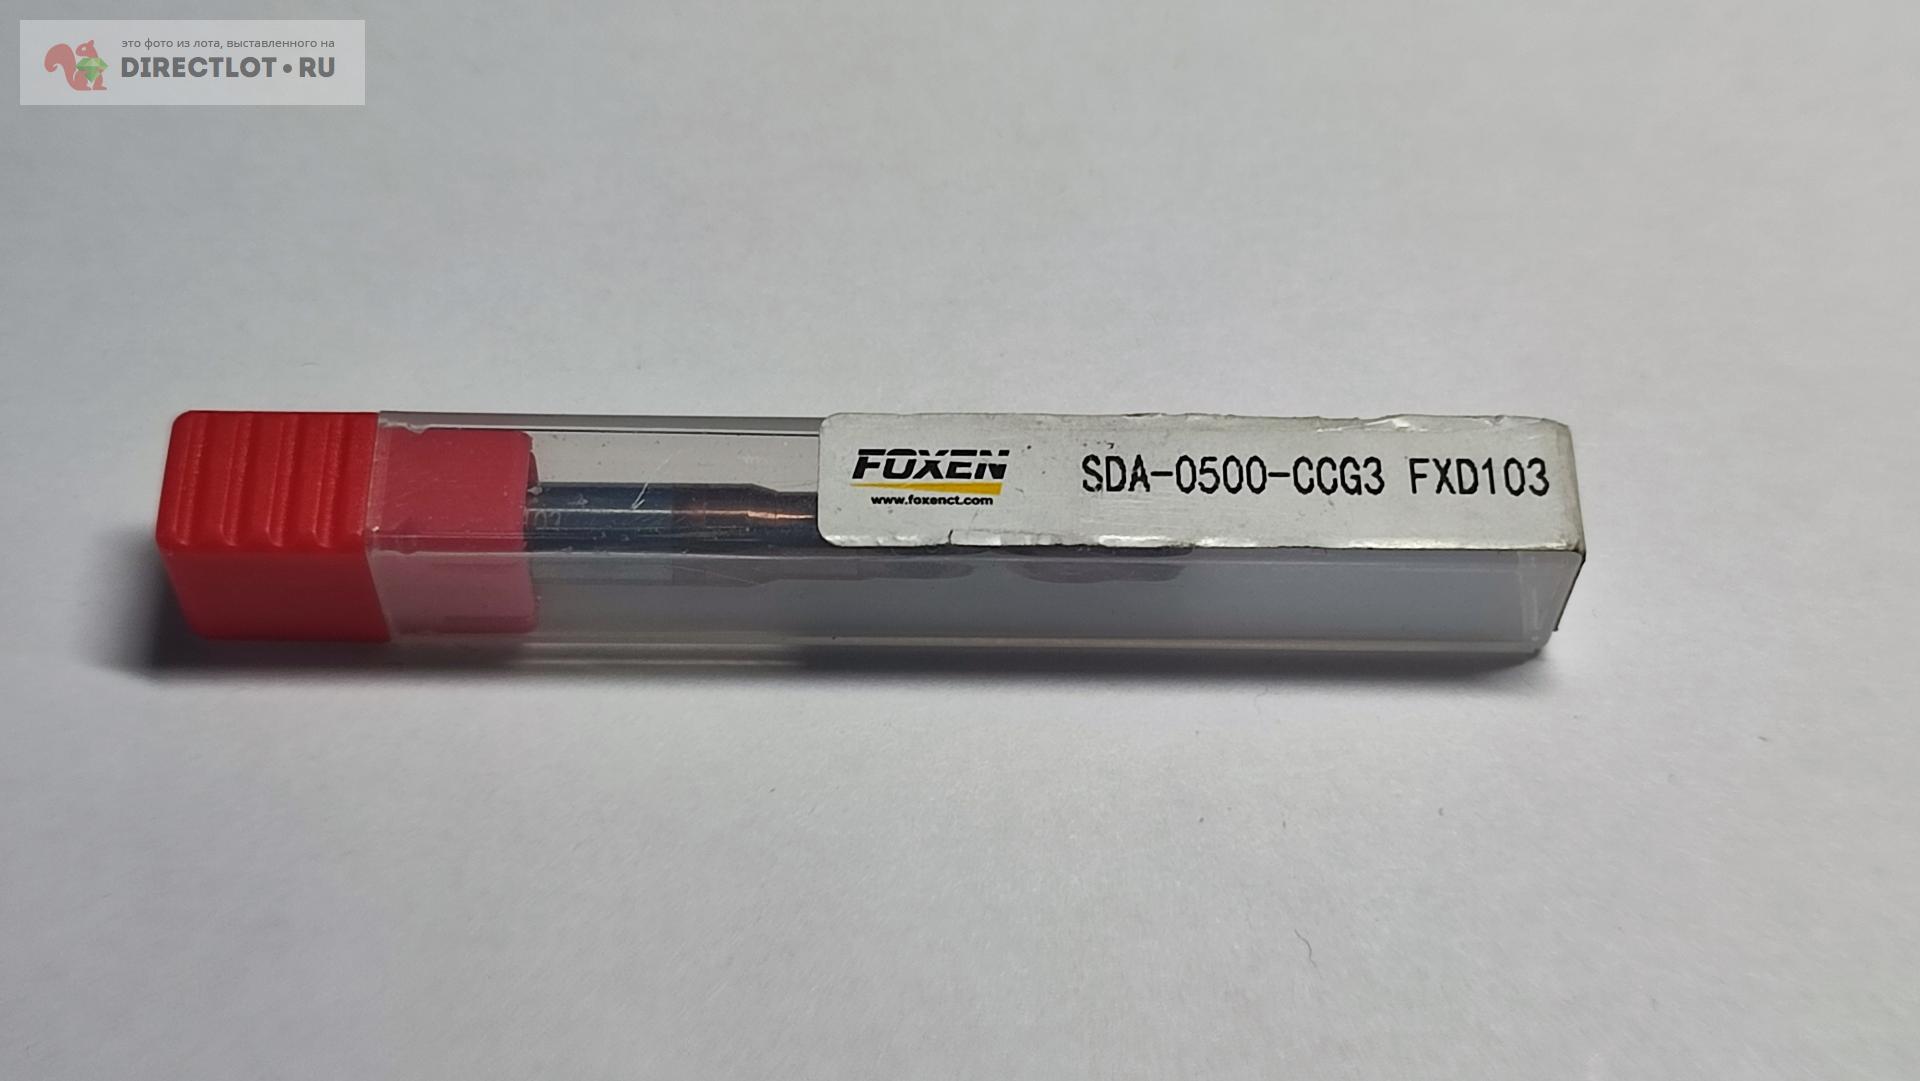 это фото из лота, выставленного на
DIRECTLOT•RU
FOXEN
www.foxenct.com
SDA-0500-CCG3 FXD103